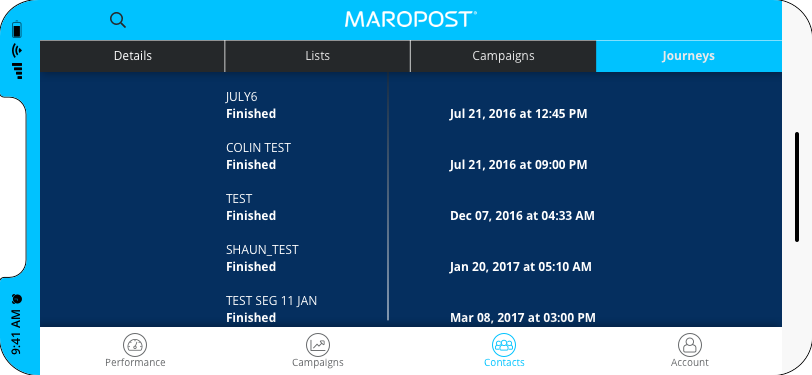 9:41 AM
MAROPOST
Details
Lists
Campaigns
Journeys
JULY6
Finished
Jul 21, 2016 at 12:45 PM
COLIN TEST
Finished
Jul 21, 2016 at 09:00 PM
TEST
Finished
Dec 07, 2016 at 04:33 AM
SHAUN_TEST
Finished
Jan 20, 2017 at 05:10 AM
TEST SEG 11 JAN
Finished
Mar 08, 2017 at 03:00 PM
Performance
Campaigns
Contacts
Account